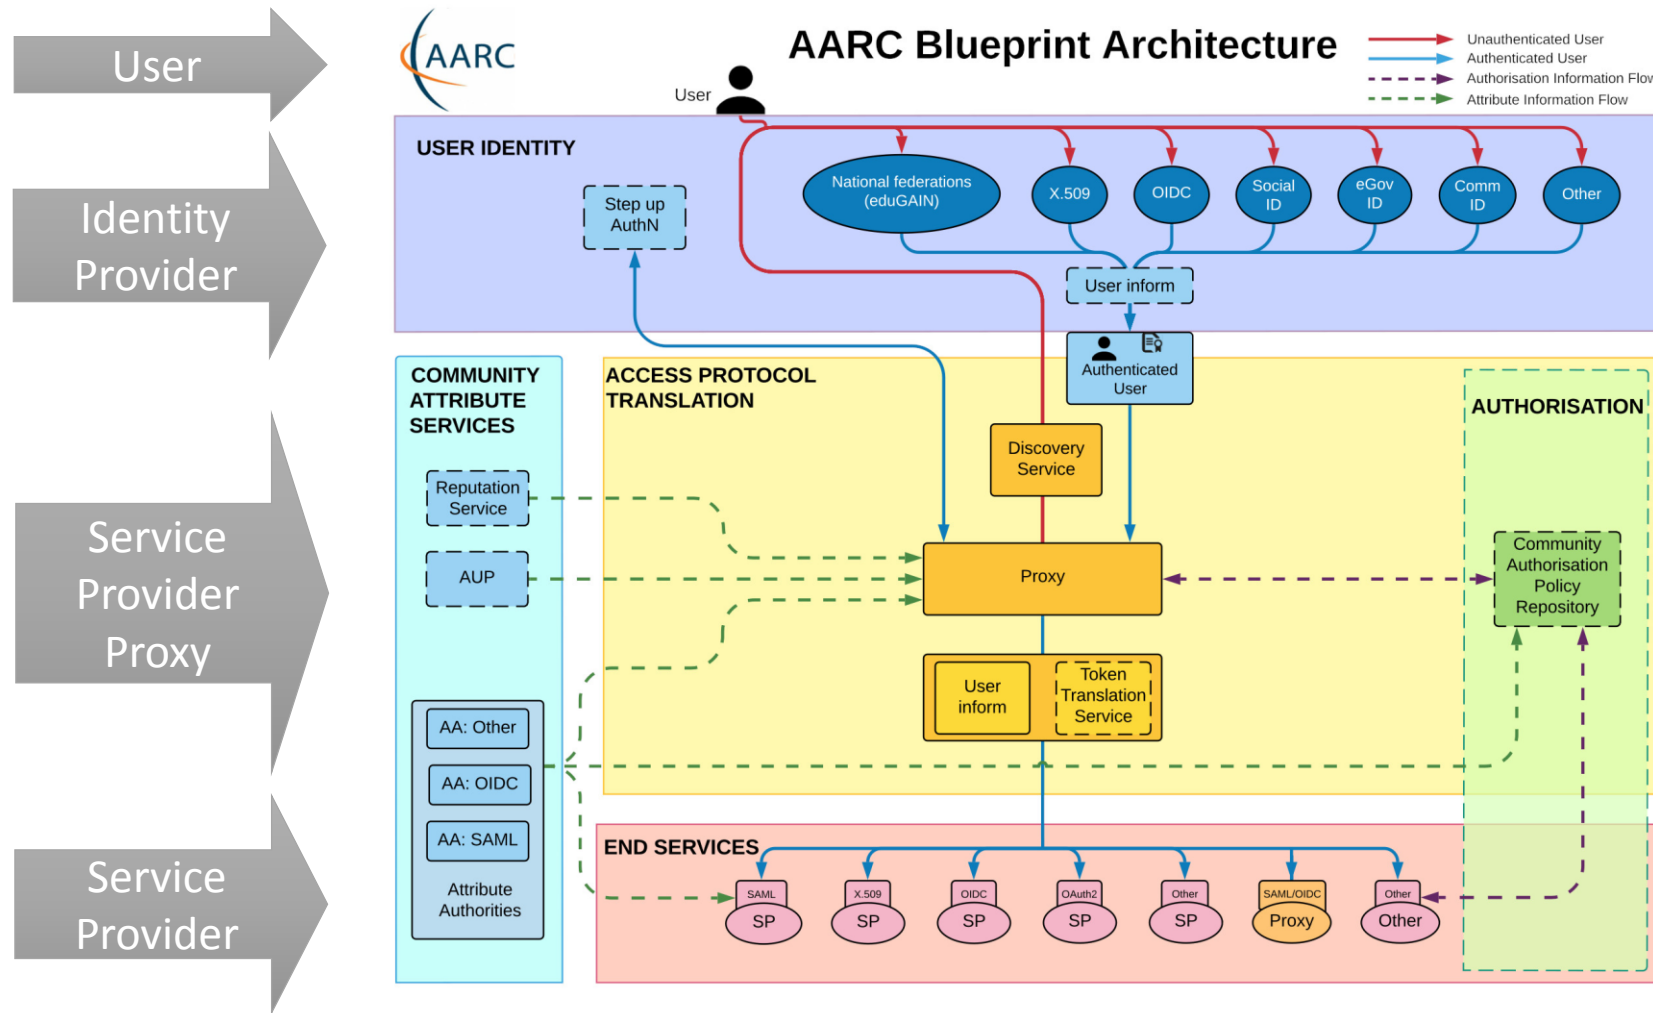 User
Identity
Provider
Service
Provider
Proxy
Service
Provider
AARC
AARC Blueprint Architecture
Unauthenticated User
Authenticated User
Authorisation Information Flow
Attribute Information Flow
User
USER IDENTITY
National federations
(eduGAIN)
X.509
OIDC
Social
ID
eGov
ID
Comm
ID
Other
Step up
AuthN
User inform
Authenticated
User
COMMUNITY
ATTRIBUTE
SERVICES
Reputation
Service
AUP
AA: Other
AA: OIDC
AA: SAML
Attribute
Authorities
ACCESS PROTOCOL
TRANSLATION
Discovery
Service
Proxy
User
inform
Token
Translation
Service
AUTHORISATION
Community
Authorisation
Policy
Repository
END SERVICES
SAML
SP
X.509
SP
OIDC
SP
OAuth2
SP
Other
SP
SAML/OIDC
Proxy
Other
Other